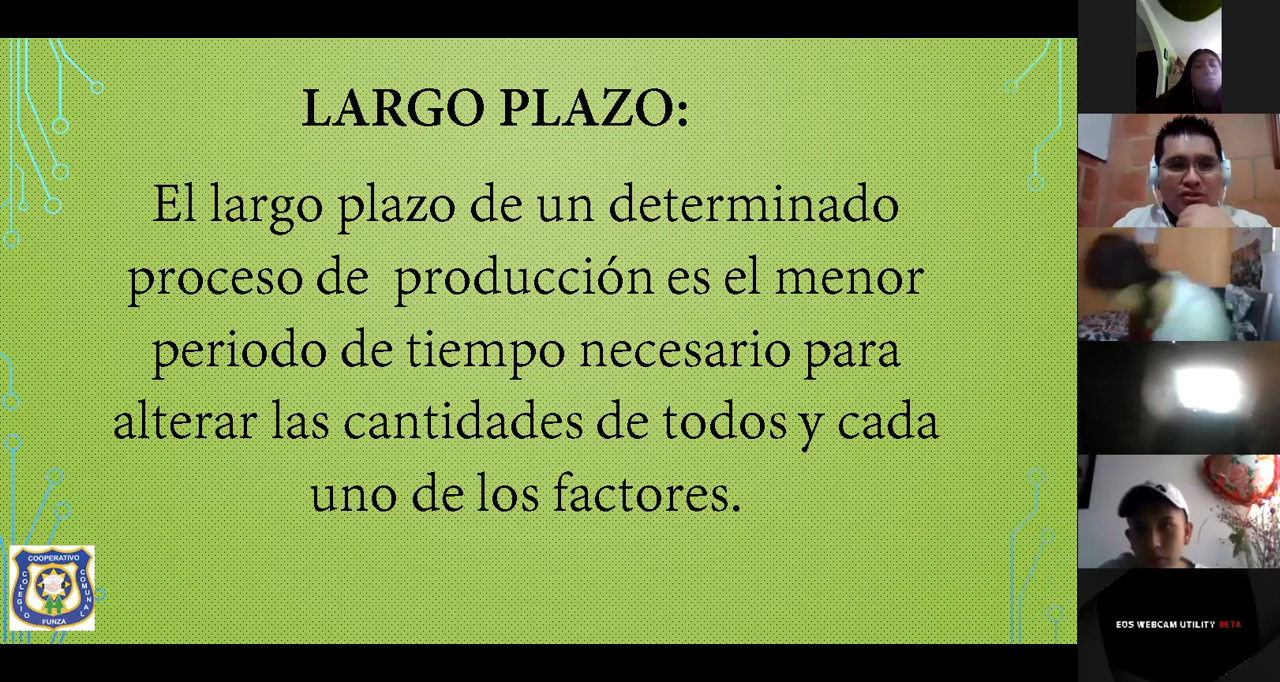 LARGO PLAZO:
El largo plazo de un determinado
proceso de producción es el menor
periodo de tiempo necesario para
alterar las cantidades de todos y cada
uno de los factores.
COOPERATIVO
COLEGIO
COMUNAL
FUNZA
EOS WEBCAM UTILITY BETA